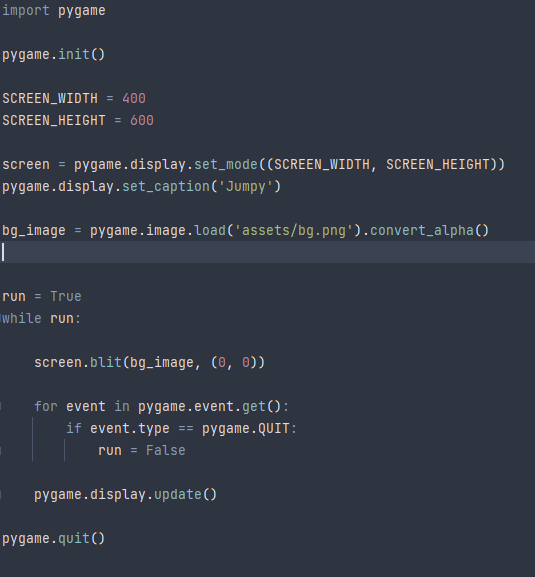 import pygame
pygame.init()
SCREEN_WIDTH = 400
SCREEN_HEIGHT = 600
screen = pygame.display.set_mode((SCREEN_WIDTH, SCREEN_HEIGHT))
pygame.display.set_caption('Jumpy')
bg_image = pygame.image.load('assets/bg.png').convert_alpha()
run = True
while run:
    screen.blit(bg_image, (0, 0))
    for event in pygame.event.get():
        if event.type == pygame.QUIT:
            run = False
    pygame.display.update()
pygame.quit()